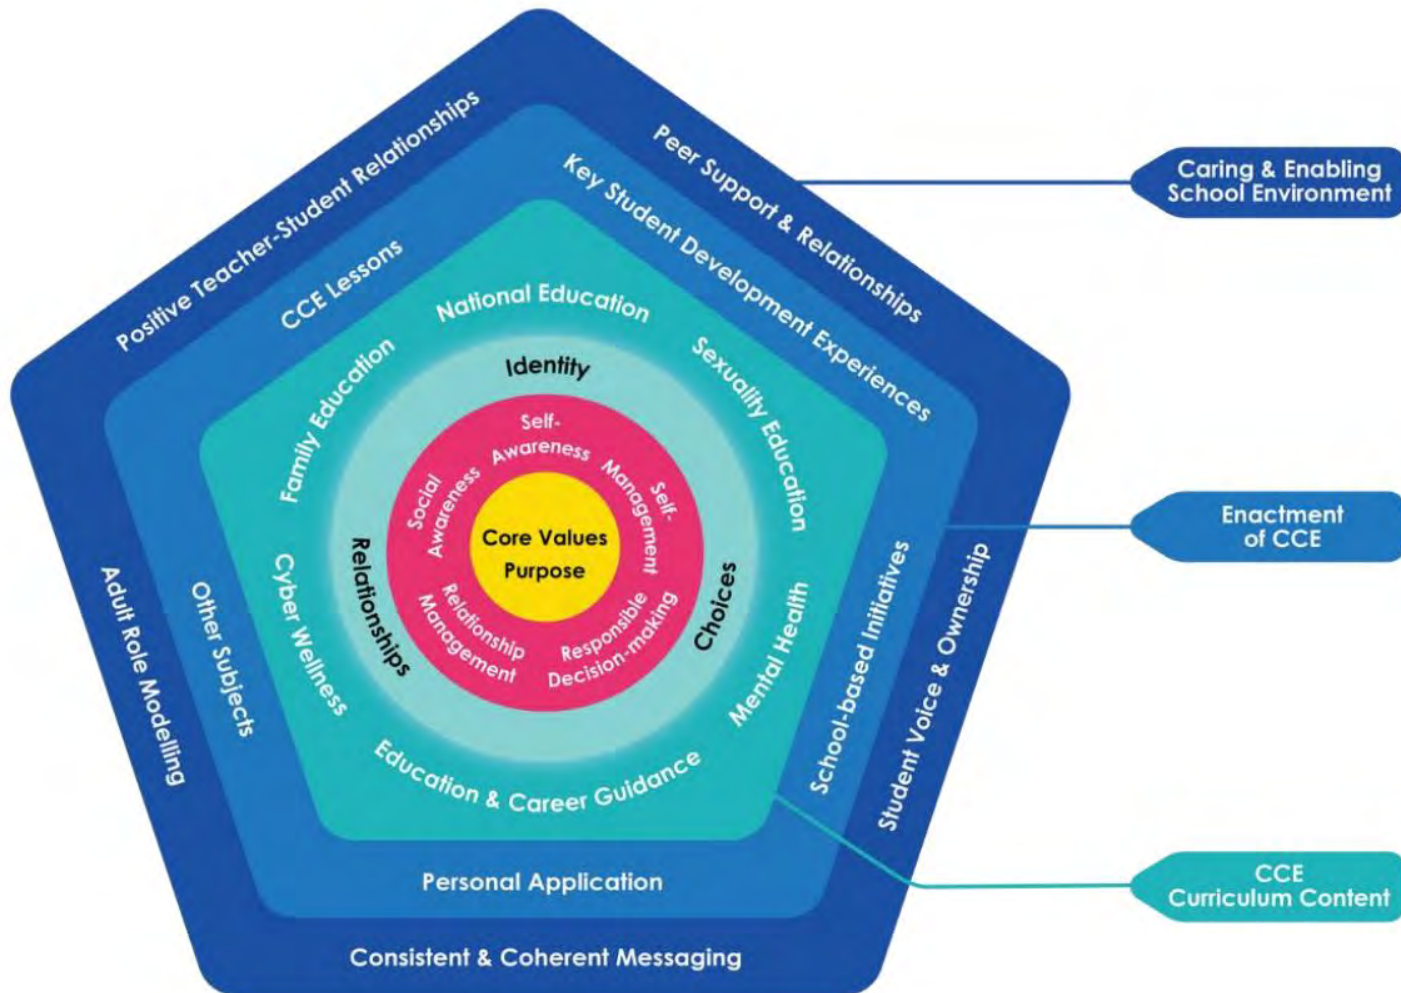 Positive Teacher-Student Relationships
Peer Support & Relationships
Student Voice & Ownership
Consistent & Coherent Messaging
Adult Role Modelling
CCE Lessons
Key Student Development Experiences
School-based Initiatives
Personal Application
Other Subjects
National Education
Sexuality Education
Mental Health
Education & Career Guidance
Cyber Wellness
Family Education
Identity
Choices
Relationships
Self-
Awareness
Self-
Management
Responsible
Decision-making
Relationship
Management
Social
Awareness
Core Values
Purpose
Caring & Enabling
School Environment
Enactment
of CCE
CCE
Curriculum Content